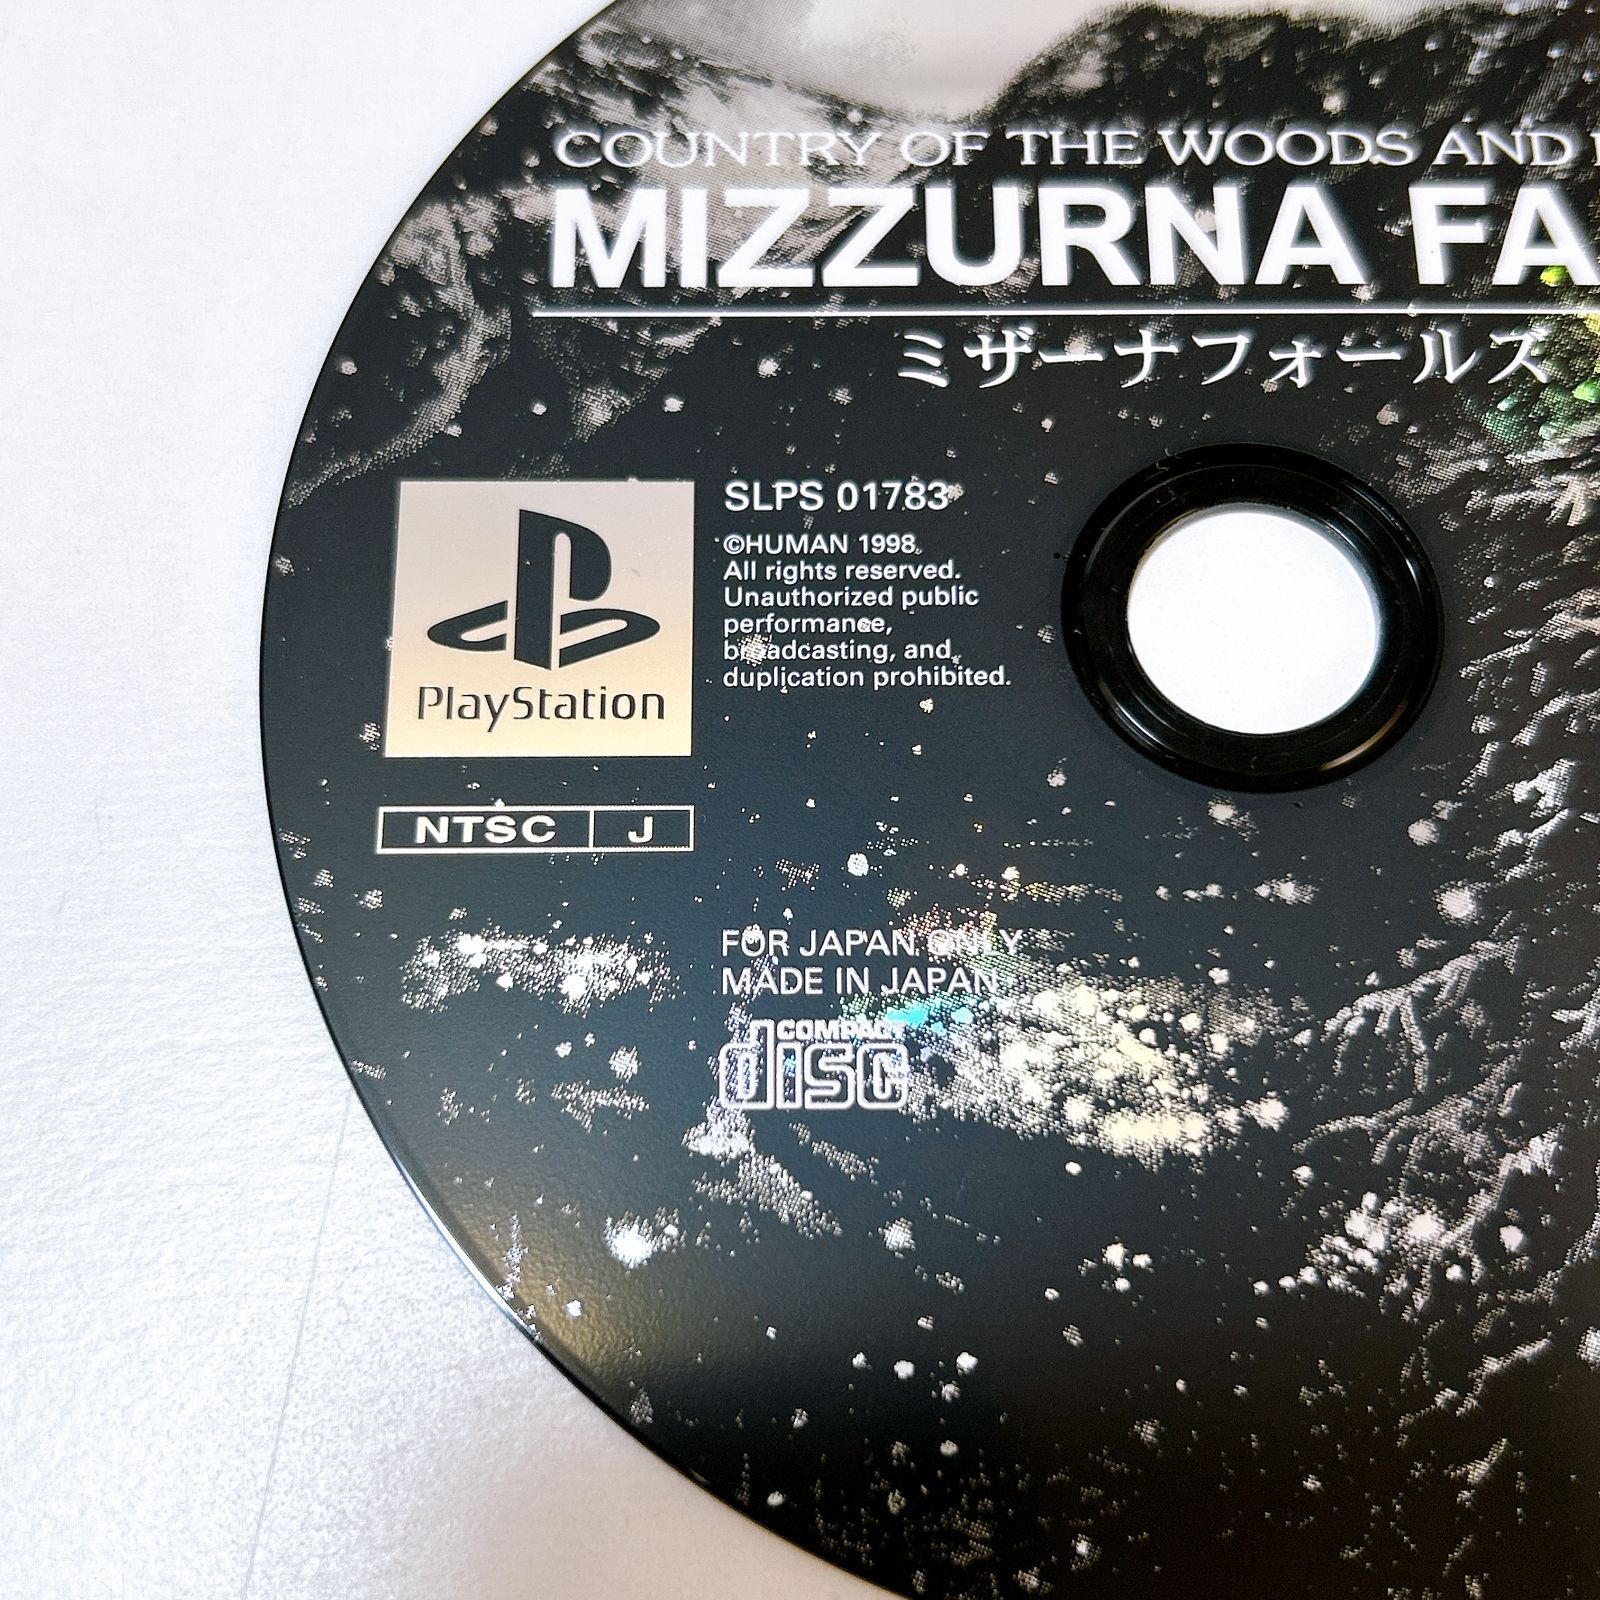 COUNTRY OF THE WOODS AND
MIZZURNA FA
ミザーナフォールズ
SLPS 01783
©HUMAN 1998.
All rights reserved.
Unauthorized public
performance,
broadcasting, and
duplication prohibited.
PlayStation
NTSC J
FOR JAPAN ONLY
MADE IN JAPAN
COMPACT
disc